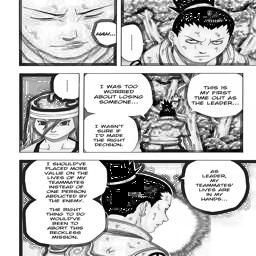 HAH...
THIS IS
MY FIRST
TIME OUT AS
THE
LEADER...
I WAS TOO
WORRIED
ABOUT LOSING
SOMEONE...
I WASN'T
SURE IF
I'D MADE
THE RIGHT
DECISION.
AS
LEADER,
MY
TEAMMATES'
LIVES ARE
IN MY
HANDS...
I SHOULD'VE
PLACED MORE
VALUE ON THE
LIVES OF MY
TEAMMATES
INSTEAD OF
ONE PERSON
ABDUCTED BY
THE ENEMY.
THE RIGHT
THING TO DO
WOULD'VE
BEEN TO
ABORT THIS
RECKLESS
MISSION.